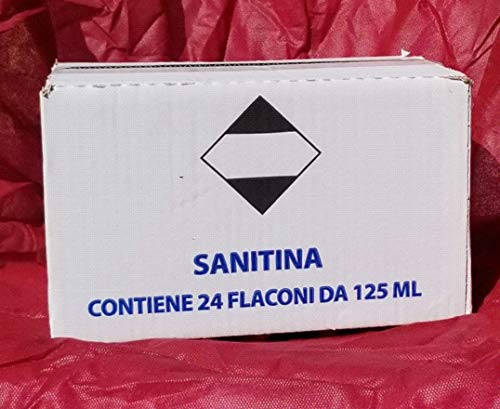 SANITINA
CONTIENE 24 FLACONI DA 125 ML